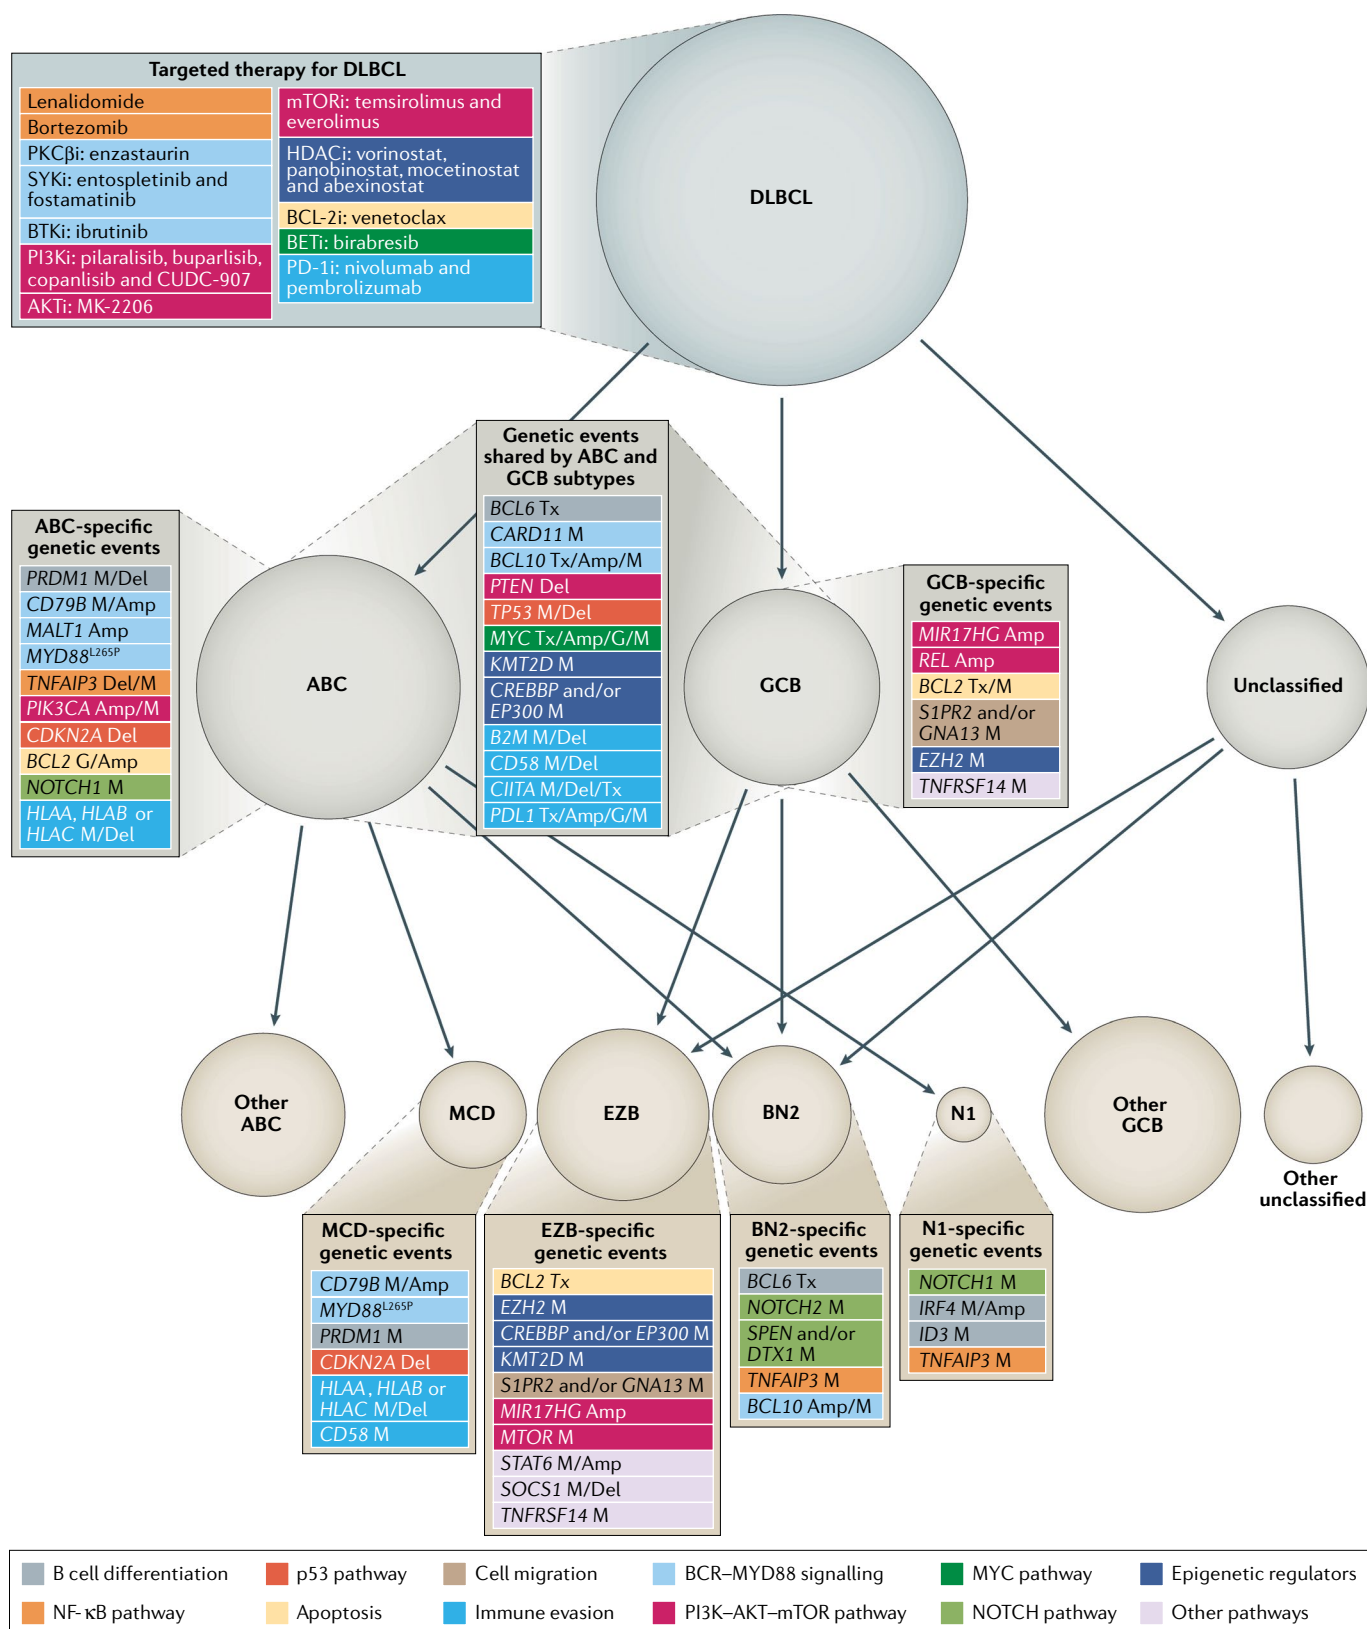 Targeted therapy for DLBCL
Lenalidomide
Bortezomib
PKCβi: enzastaurin
SYKi: entospletinib and
fostamatinib
BTKi: ibrutinib
PI3Ki: pilaralisib, buparlisib,
copanlisib and CUDC-907
AKTi: MK-2206
mTORi: temsirolimus and
everolimus
HDACi: vorinostat,
panobinostat, mocetinostat
and abexinostat
BCL-2i: venetoclax
BETi: birabresib
PD-1i: nivolumab and
pembrolizumab
DLBCL
ABC-specific
genetic events
PRDM1 M/Del
CD79B M/Amp
MALT1 Amp
MYD88L265P
TNFAIP3 Del/M
PIK3CA Amp/M
CDKN2A Del
BCL2 G/Amp
NOTCH1 M
HLAA, HLAB or
HLAC M/Del
ABC
Genetic events
shared by ABC and
GCB subtypes
BCL6 Tx
CARD11 M
BCL10 Tx/Amp/M
PTEN Del
TP53 M/Del
MYC Tx/Amp/G/M
KMT2D M
CREBBP and/or
EP300 M
B2M M/Del
CD58 M/Del
CIITA M/Del/Tx
PDL1 Tx/Amp/G/M
GCB
GCB-specific
genetic events
MIR17HG Amp
REL Amp
BCL2 Tx/M
S1PR2 and/or
GNA13 M
EZH2 M
TNFRSF14 M
Unclassified
Other
ABC
MCD
EZB
BN2
N1
Other
GCB
Other
unclassified
MCD-specific
genetic events
CD79B M/Amp
MYD88L265P
PRDM1 M
CDKN2A Del
HLAA, HLAB or
HLAC M/Del
CD58 M
EZB-specific
genetic events
BCL2 Tx
EZH2 M
CREBBP and/or EP300 M
KMT2D M
S1PR2 and/or GNA13 M
MIR17HG Amp
MTOR M
STAT6 M/Amp
SOCS1 M/Del
TNFRSF14 M
BN2-specific
genetic events
BCL6 Tx
NOTCH2 M
SPEN and/or
DTX1 M
TNFAIP3 M
BCL10 Amp/M
N1-specific
genetic events
NOTCH1 M
IRF4 M/Amp
ID3 M
TNFAIP3 M
B cell differentiation
p53 pathway
Cell migration
BCR–MYD88 signalling
MYC pathway
Epigenetic regulators
NF-κB pathway
Apoptosis
Immune evasion
PI3K–AKT–mTOR pathway
NOTCH pathway
Other pathways